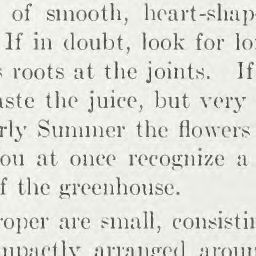 of smooth, heart-shap
If in doubt, look for lo
roots at the joints. If
aste the juice, but very
rly Summer the flowers
ou at once recognize a
f the greenhouse.
roper are small, consistin
mpactly arranged aroun